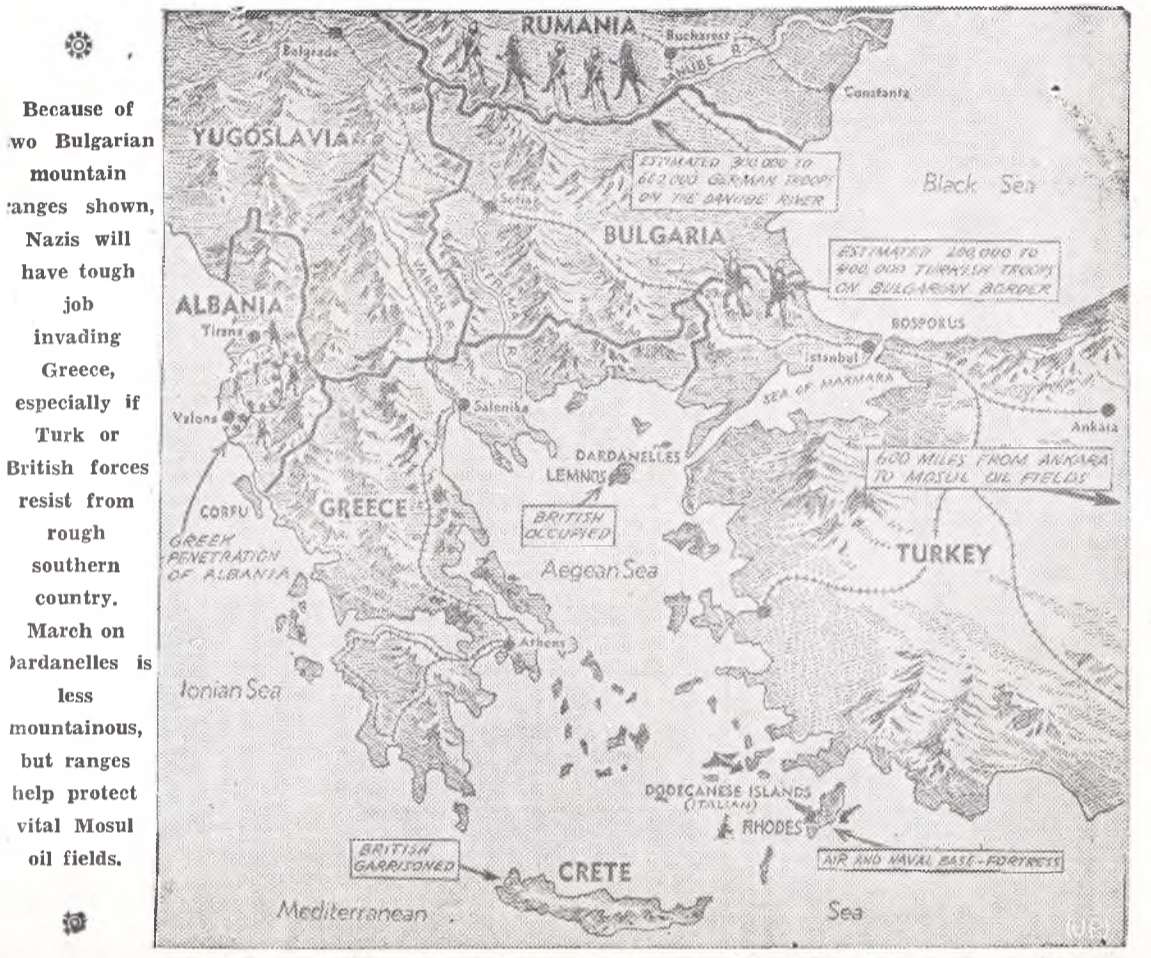 Because of
wo Bulgarian
mountain
anges shown,
Nazis will
have tough
job
invading
Greece,
especially if
Turk or
British forces
resist from
rough
southern
country.
March on
ardanelles is
less
mountainous,
but ranges
help protect
vital Mosul
oil fields.
RUMANIA
Belgrade
Bucharest
DANUBE R.
Constanta
YUGOSLAVIA
ESTIMATED 300,000 TO
GERMAN TROOPS
ON THE DANUBE RIVER
Black Sea
BULGARIA
ESTIMATED 200,000 TO
TURKISH TROOPS
ON BULGARIAN BORDER
VARDAR R.
STRUMA R.
ALBANIA
Tirana
BOSPORUS
Istanbul
SEA OF MARMARA
Valona
Salonika
Ankara
DARDANELLES
LEMNOS
600 MILES FROM ANKARA
TO MOSUL OIL FIELDS
CORFU
GREECE
BRITISH
OCCUPIED
GREEK
PENETRATION
OF ALBANIA
Aegean Sea
TURKEY
Athens
Ionian Sea
DODECANESE ISLANDS
(ITALIAN)
RHODES
BRITISH
GARRISONED
AIR AND NAVAL BASE-FORTRESS
CRETE
Mediterranean
Sea
(U.P.)